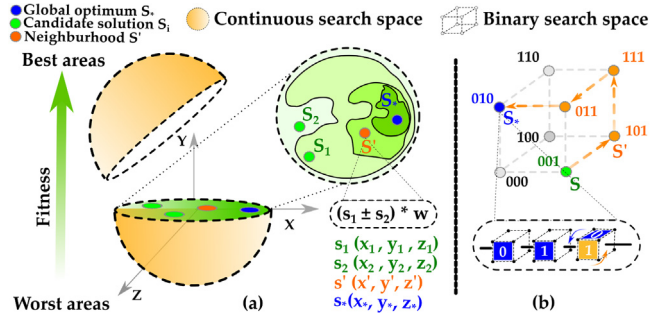 Global optimum S*
Candidate solution Si
Neighborhood S'
Continuous search space
Binary search space
Best areas
Fitness
Worst areas
Y
X
Z
(a)
S2
S1
S*
S'
(s1 ± s2) * w
s1 (x1 , y1 , z1)
s2 (x2 , y2 , z2)
s' (x', y', z')
s*(x*, y*, z*)
110
111
010
S*
011
100
101
S'
001
000
S
0
1
1
(b)